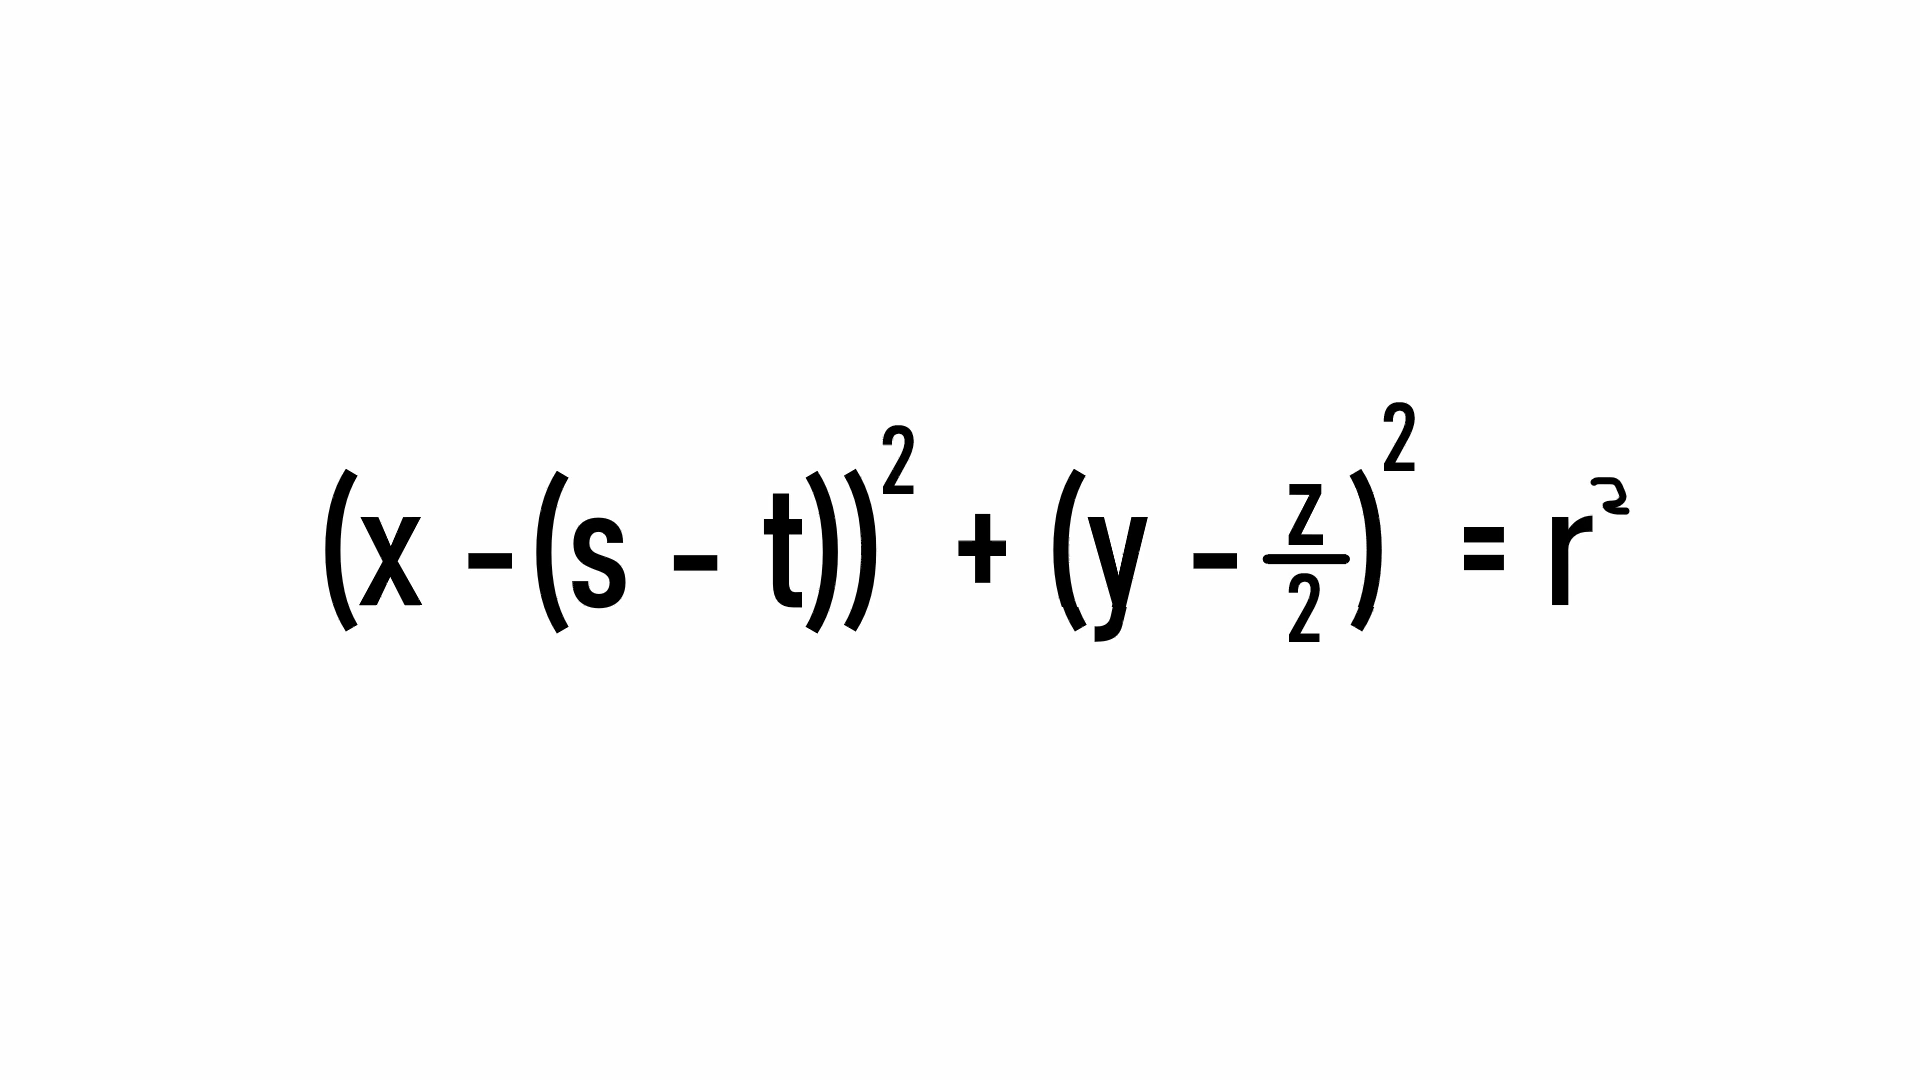 (x - (s - t))² + (y - z/2)² = r²